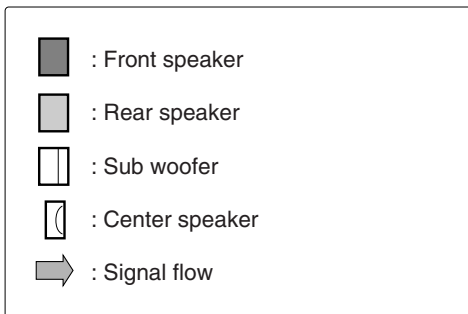 : Front speaker
: Rear speaker
: Sub woofer
: Center speaker
: Signal flow